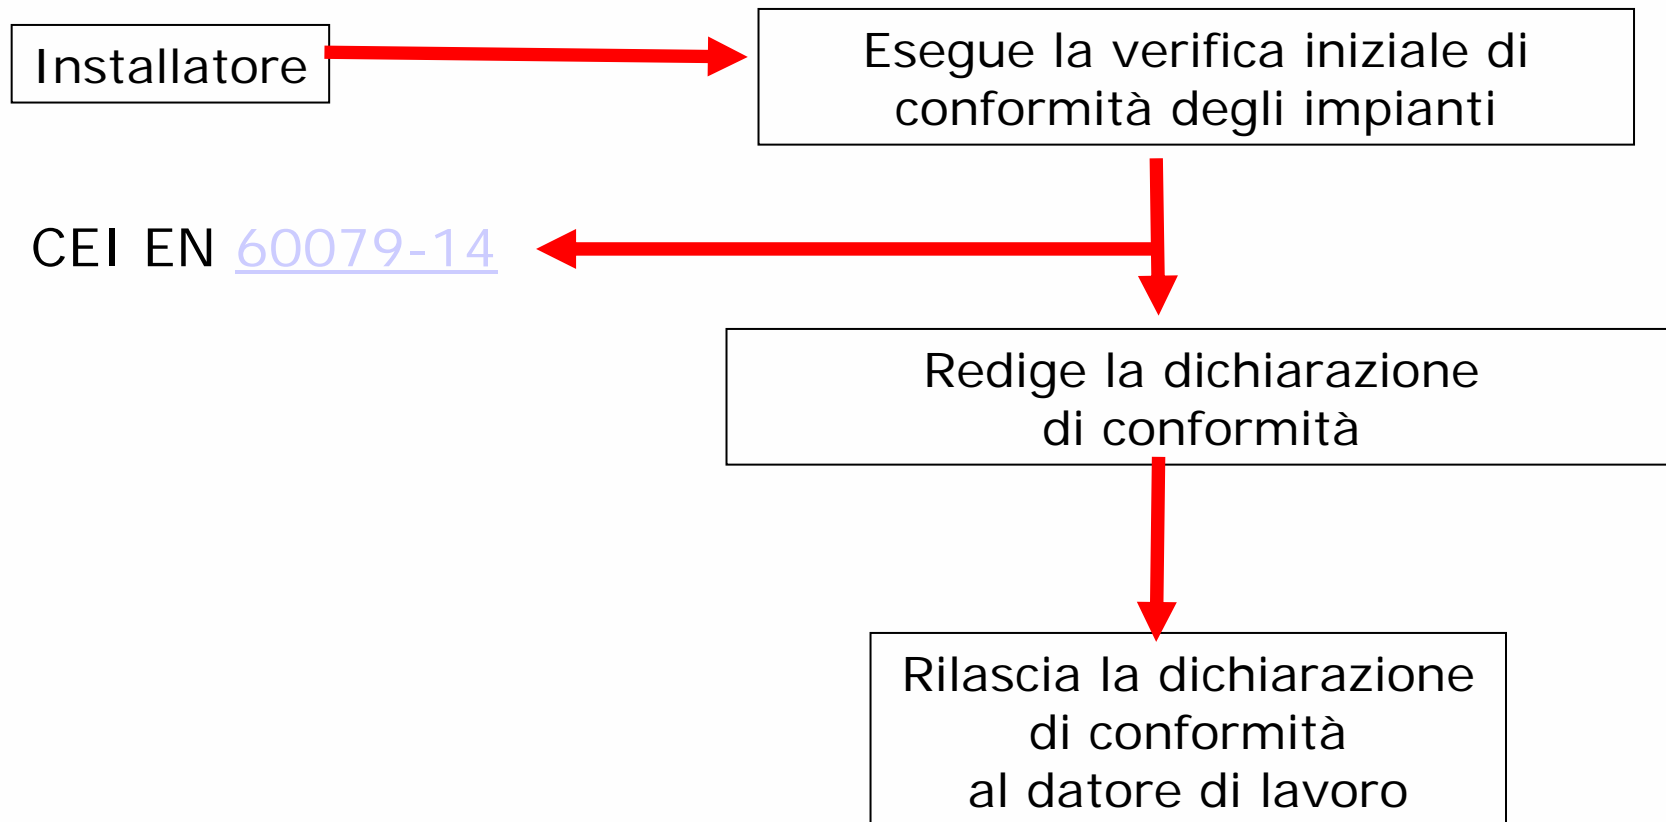 Installatore
Esegue la verifica iniziale di
conformità degli impianti
CEI EN 60079-14
Redige la dichiarazione
di conformità
Rilascia la dichiarazione
di conformità
al datore di lavoro